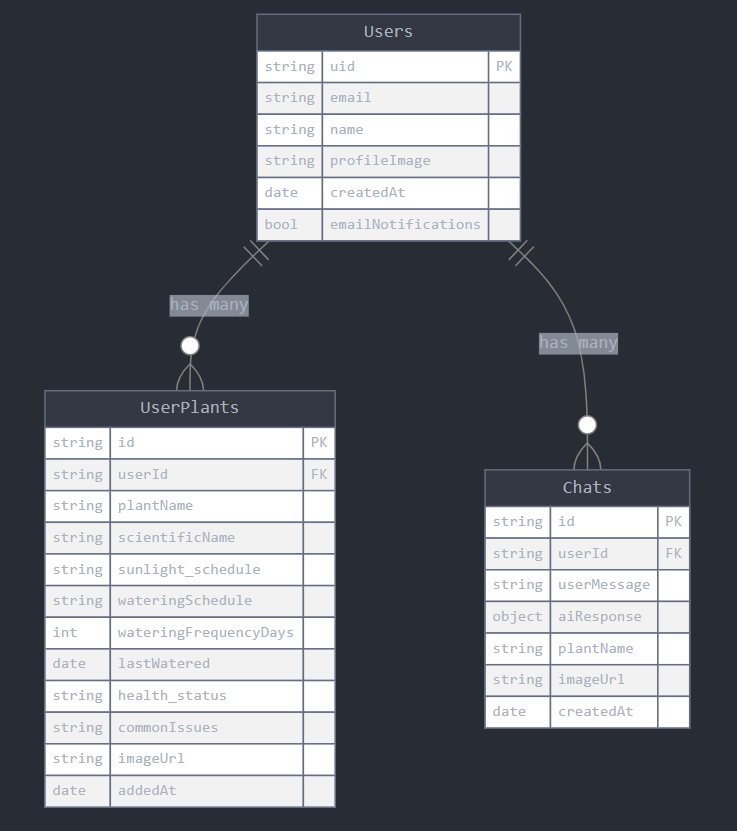 Users
string uid PK
string email
string name
string profileImage
date createdAt
bool emailNotifications
has many
has many
UserPlants
string id PK
string userId FK
string plantName
string scientificName
string sunlight_schedule
string wateringSchedule
int wateringFrequencyDays
date lastWatered
string health_status
string commonIssues
string imageUrl
date addedAt
Chats
string id PK
string userId FK
string userMessage
object aiResponse
string plantName
string imageUrl
date createdAt